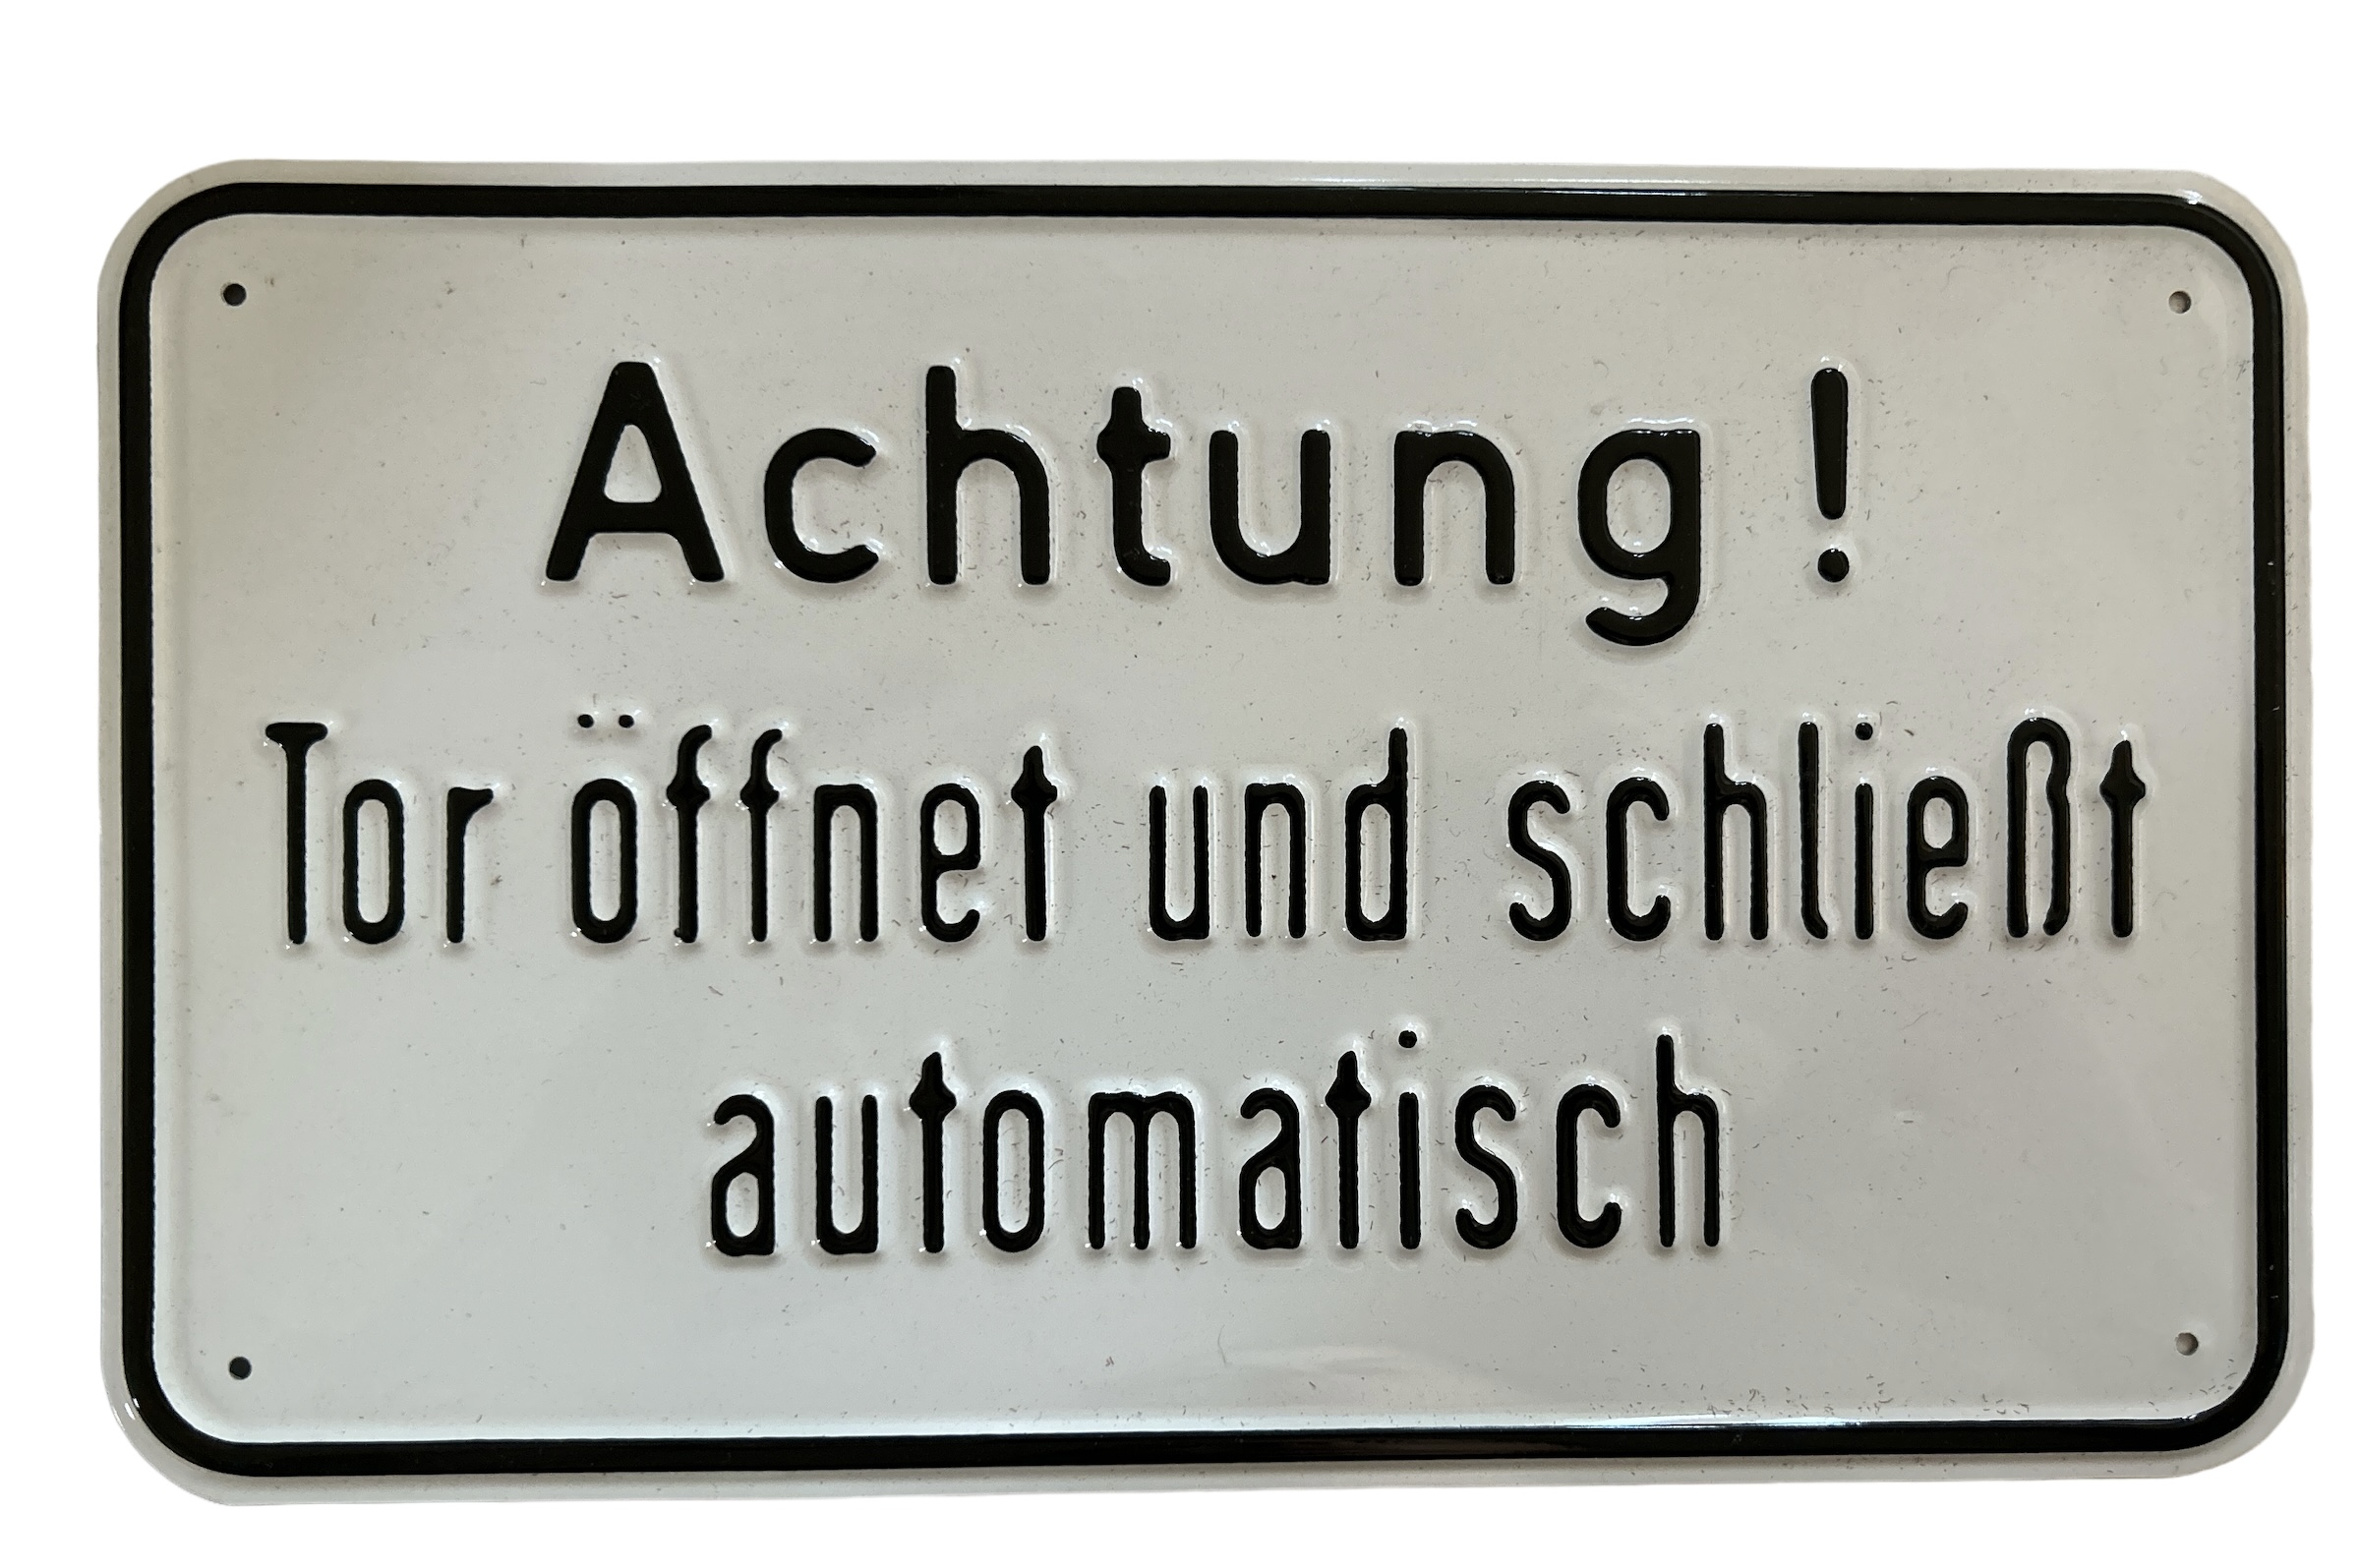 Achtung!
Tor öffnet und schließt
automatisch